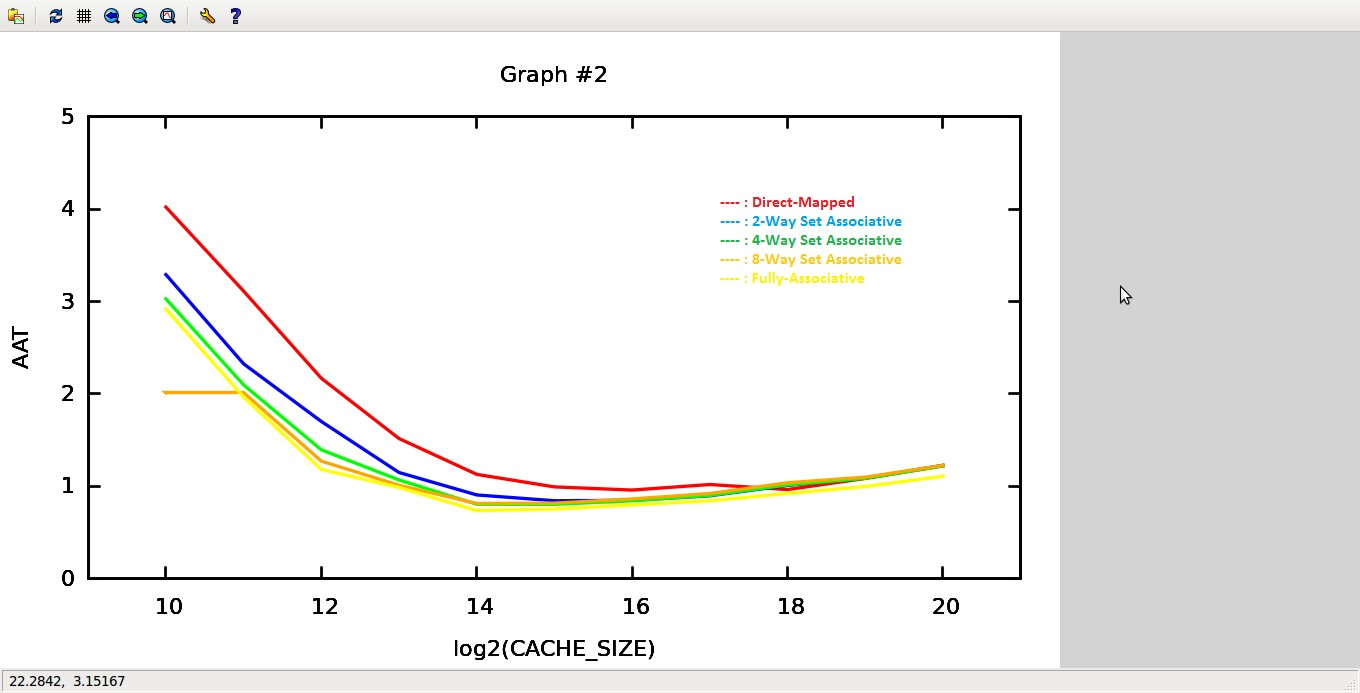 ?
Graph #2
5
4
3
2
1
0
AAT
---- : Direct-Mapped
---- : 2-Way Set Associative
---- : 4-Way Set Associative
---- : 8-Way Set Associative
---- : Fully-Associative
10 12 14 16 18 20
log2(CACHE_SIZE)
22.2842, 3.15167